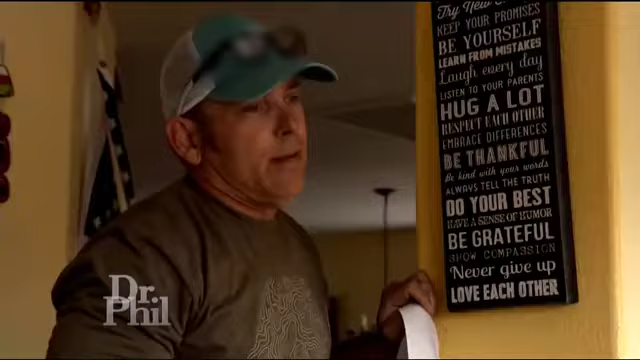 Try New
KEEP YOUR PROMISES
BE YOURSELF
LEARN FROM MISTAKES
Laugh every day
LISTEN TO YOUR PARENTS
HUG A LOT
RESPECT EACH OTHER
EMBRACE DIFFERENCES
BE THANKFUL
Be kind with your words
ALWAYS TELL THE TRUTH
DO YOUR BEST
HAVE A SENSE OF HUMOR
BE GRATEFUL
SHOW COMPASSION
Never give up
LOVE EACH OTHER
Dr.
Phil